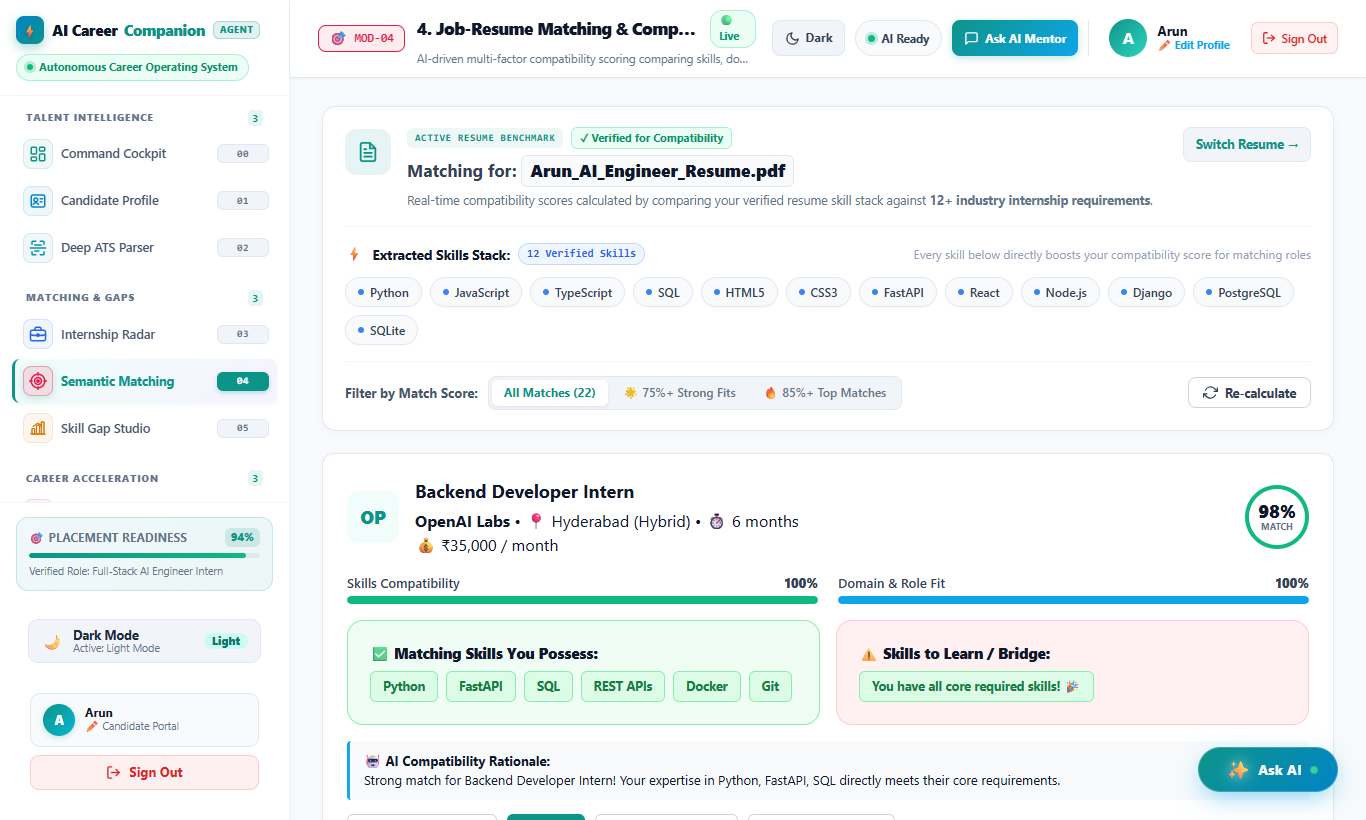 AI Career Companion AGENT
Autonomous Career Operating System
TALENT INTELLIGENCE 3
Command Cockpit 00
Candidate Profile 01
Deep ATS Parser 02
MATCHING & GAPS 3
Internship Radar 03
Semantic Matching 04
Skill Gap Studio 05
CAREER ACCELERATION 3
PLACEMENT READINESS 94%
Verified Role: Full-Stack AI Engineer Intern
Dark Mode
Active: Light Mode
Light
A
Arun
Candidate Portal
Sign Out
MOD-04
4. Job-Resume Matching & Comp...
Live
AI-driven multi-factor compatibility scoring comparing skills, do...
Dark
AI Ready
Ask AI Mentor
A
Arun
Edit Profile
Sign Out
ACTIVE RESUME BENCHMARK ✓ Verified for Compatibility
Matching for: Arun_AI_Engineer_Resume.pdf
Real-time compatibility scores calculated by comparing your verified resume skill stack against 12+ industry internship requirements.
Switch Resume →
Extracted Skills Stack: 12 Verified Skills
Every skill below directly boosts your compatibility score for matching roles
Python JavaScript TypeScript SQL HTML5 CSS3 FastAPI React Node.js Django PostgreSQL
SQLite
Filter by Match Score: All Matches (22) 75%+ Strong Fits 85%+ Top Matches
Re-calculate
OP
Backend Developer Intern
OpenAI Labs • Hyderabad (Hybrid) • 6 months
₹35,000 / month
98%
MATCH
Skills Compatibility 100%
Domain & Role Fit 100%
Matching Skills You Possess:
Python FastAPI SQL REST APIs Docker Git
Skills to Learn / Bridge:
You have all core required skills!
AI Compatibility Rationale:
Strong match for Backend Developer Intern! Your expertise in Python, FastAPI, SQL directly meets their core requirements.
Ask AI